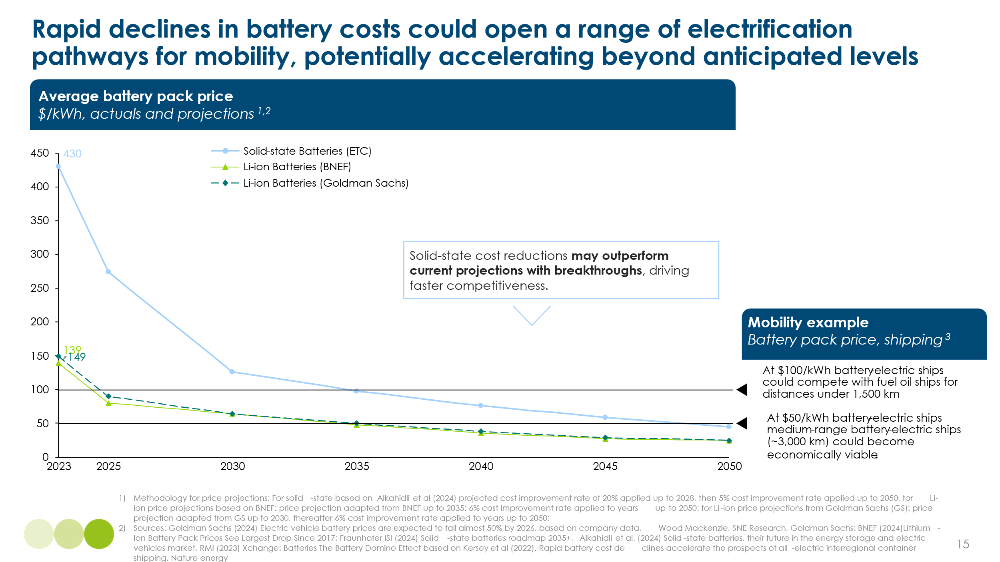 Rapid declines in battery costs could open a range of electrification
pathways for mobility, potentially accelerating beyond anticipated levels
Average battery pack price
$/kWh, actuals and projections 1,2
450
400
350
300
250
200
150
100
50
0
430
139
149
Solid-state Batteries (ETC)
Li-ion Batteries (BNEF)
Li-ion Batteries (Goldman Sachs)
Solid-state cost reductions may outperform
current projections with breakthroughs, driving
faster competitiveness.
2023 2025 2030 2035 2040 2045 2050
Mobility example
Battery pack price, shipping 3
At $100/kWh battery-electric ships
could compete with fuel oil ships for
distances under 1,500 km
At $50/kWh battery-electric ships
medium-range battery-electric ships
(~3,000 km) could become
economically viable.
1) Methodology for price projections: For solid -state based on Alkahidli et al (2024) projected cost improvement rate of 20% applied up to 2028, then 5% cost improvement rate applied up to 2050, for Li-
ion price projections based on BNEF: price projection adapted from BNEF up to 2035: 6% cost improvement rate applied to years up to 2050: for Li-ion price projections from Goldman Sachs (GS): price
projection adapted from GS up to 2030, thereafter 6% cost improvement rate applied to years up to 2050;
2) Sources: Goldman Sachs (2024) Electric vehicle battery prices are expected to fall almost 50% by 2026, based on company data, Wood Mackenzie, SNE Research, Goldman Sachs; BNEF (2024)Lithium -
Ion Battery Pack Prices See Largest Drop Since 2017; Fraunhofer ISI (2024) Solid -state batteries roadmap 2035+, Alkahidli et al. (2024) Solid -state batteries, their future in the energy storage and electric
vehicles market, RMI (2023) Xchange: Batteries The Battery Domino Effect based on Kersey et al (2022). Rapid battery cost de clines accelerate the prospects of all -electric interregional container
shipping, Nature energy
15